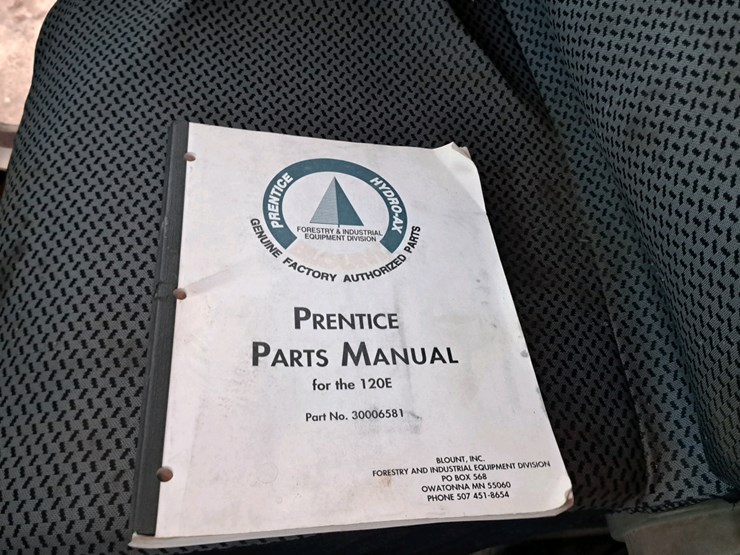 PRENTICE
HYDRO-AX
FORESTRY & INDUSTRIAL
EQUIPMENT DIVISION
GENUINE FACTORY AUTHORIZED PARTS
PRENTICE
PARTS MANUAL
for the 120E
Part No. 30006581
BLOUNT, INC.
FORESTRY AND INDUSTRIAL EQUIPMENT DIVISION
PO BOX 568
OWATONNA MN 55060
PHONE 507 451-8654